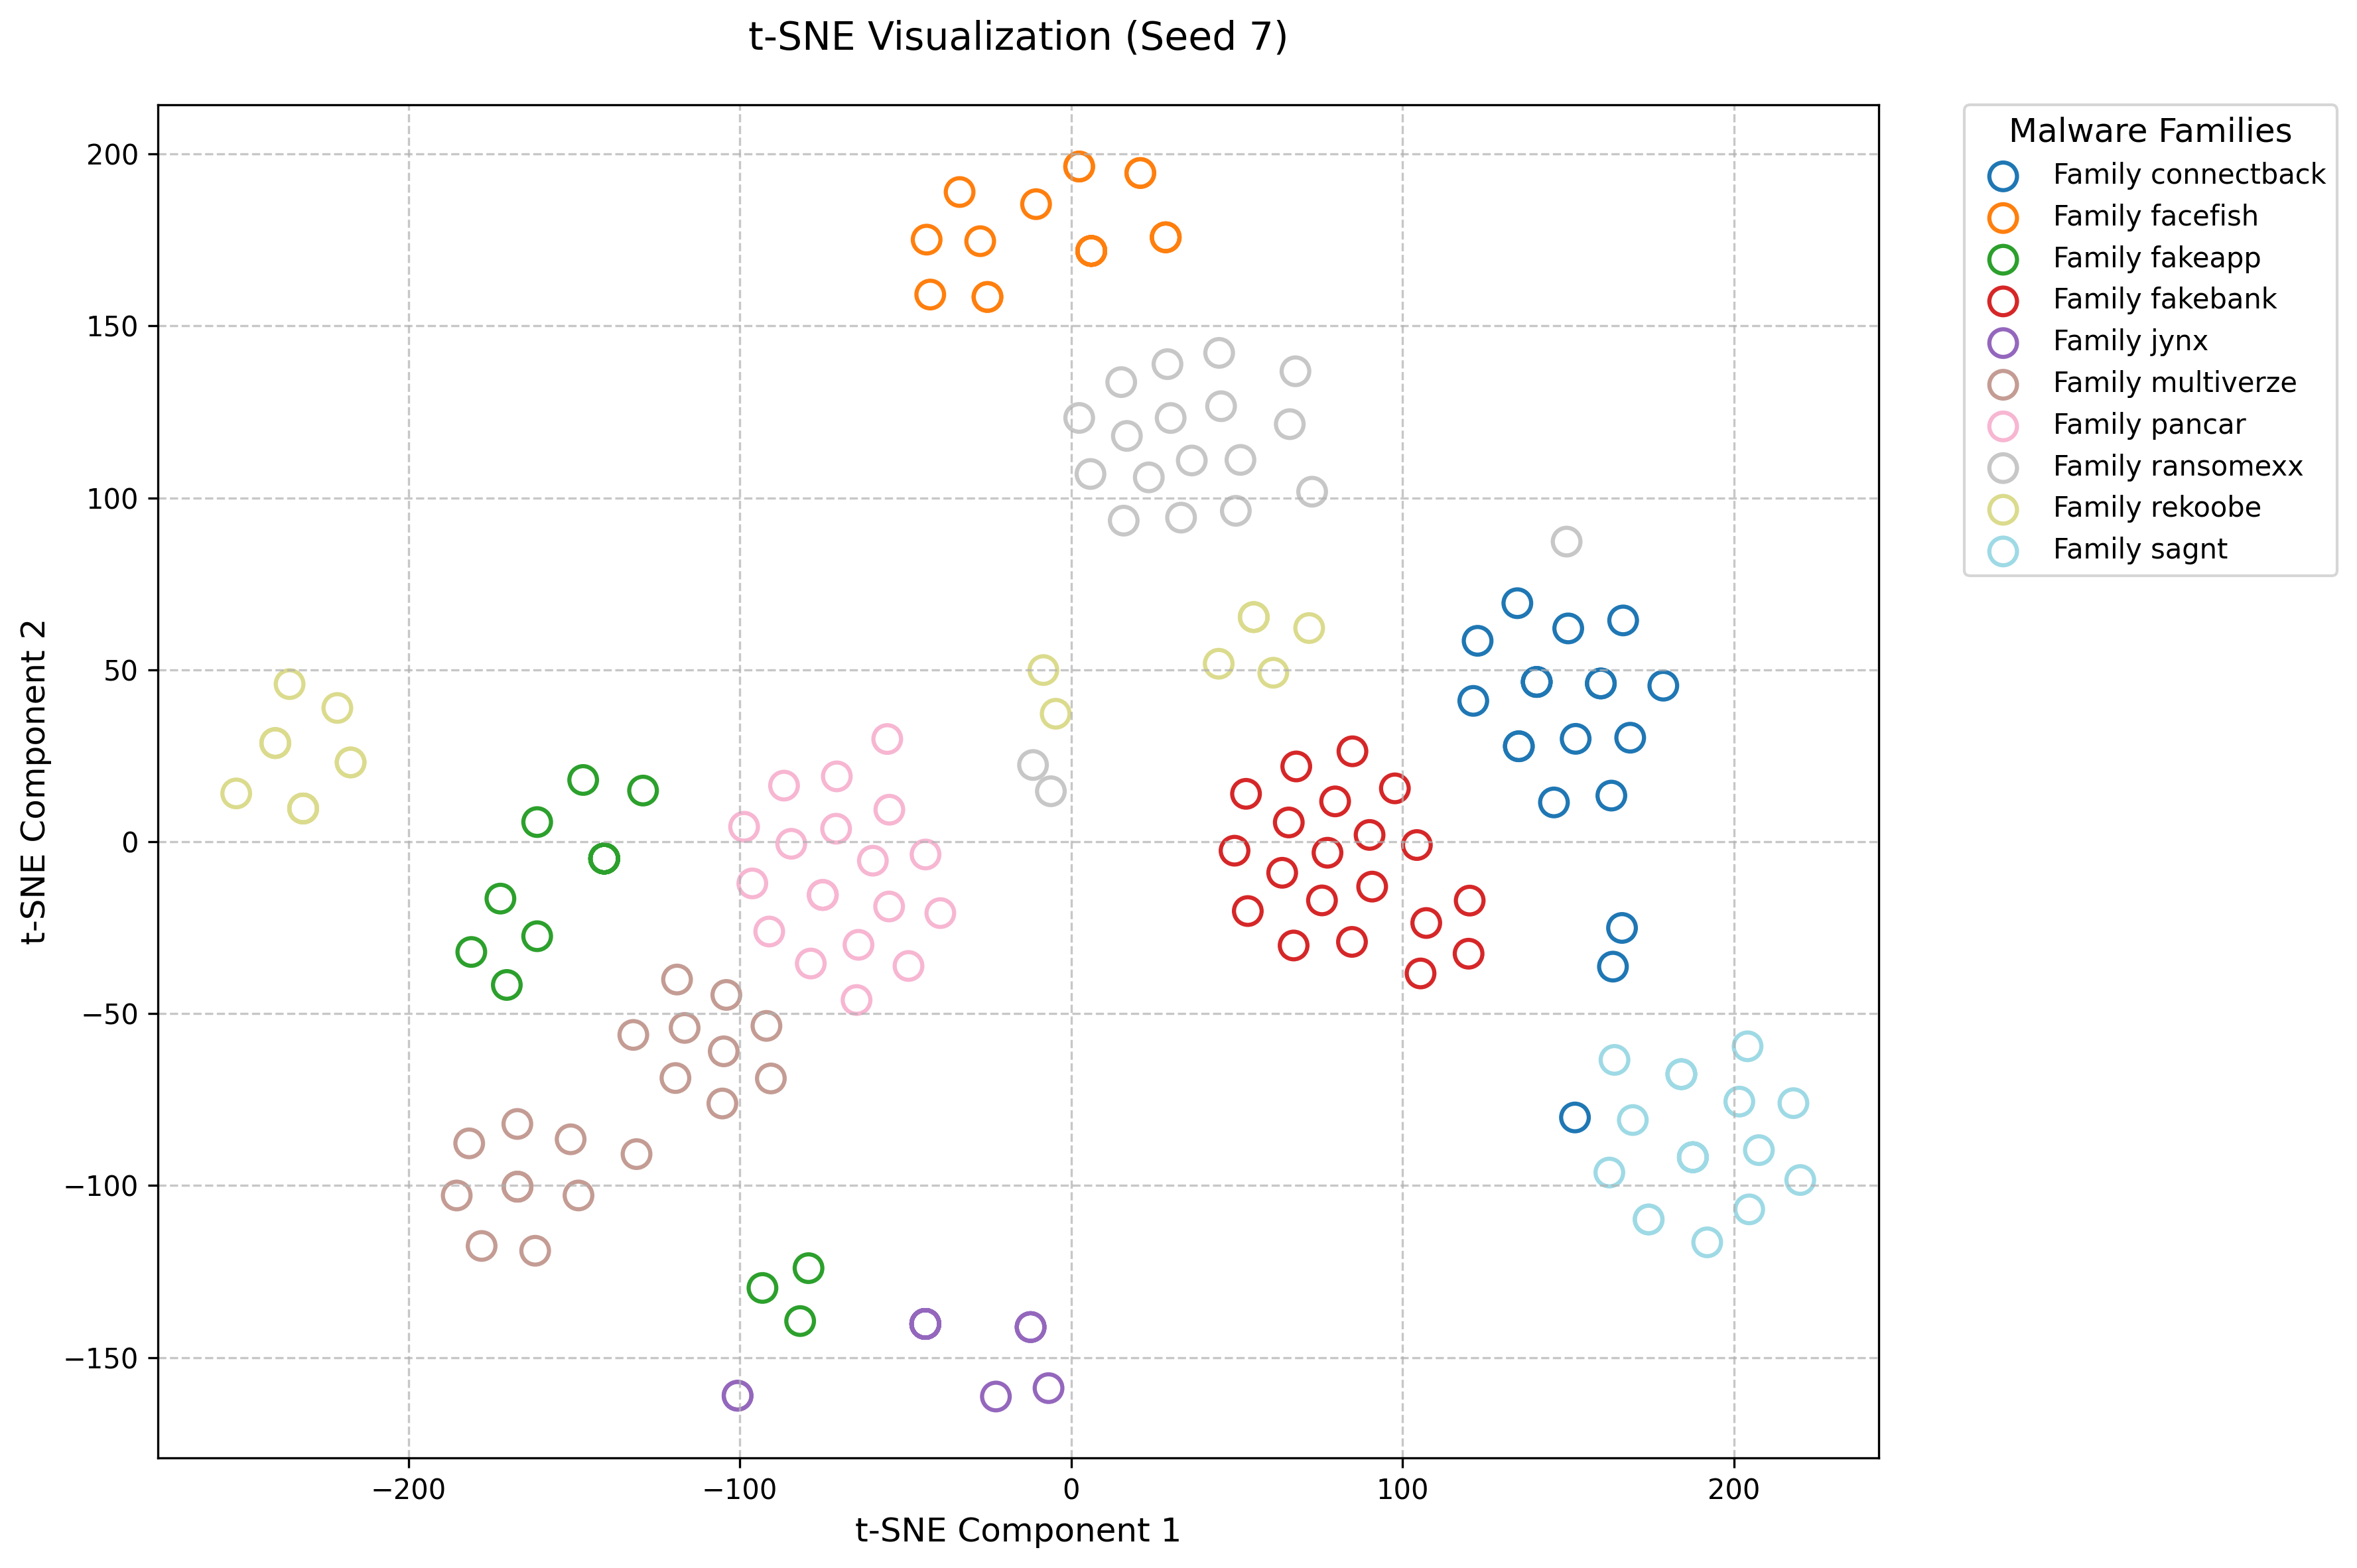 t-SNE Visualization (Seed 7)
Malware Families
Family connectback
Family facefish
Family fakeapp
Family fakebank
Family jynx
Family multiverze
Family pancar
Family ransomexx
Family rekoobe
Family sagnt
t-SNE Component 2
200
150
100
50
0
−50
−100
−150
−200
−100
0
100
200
t-SNE Component 1